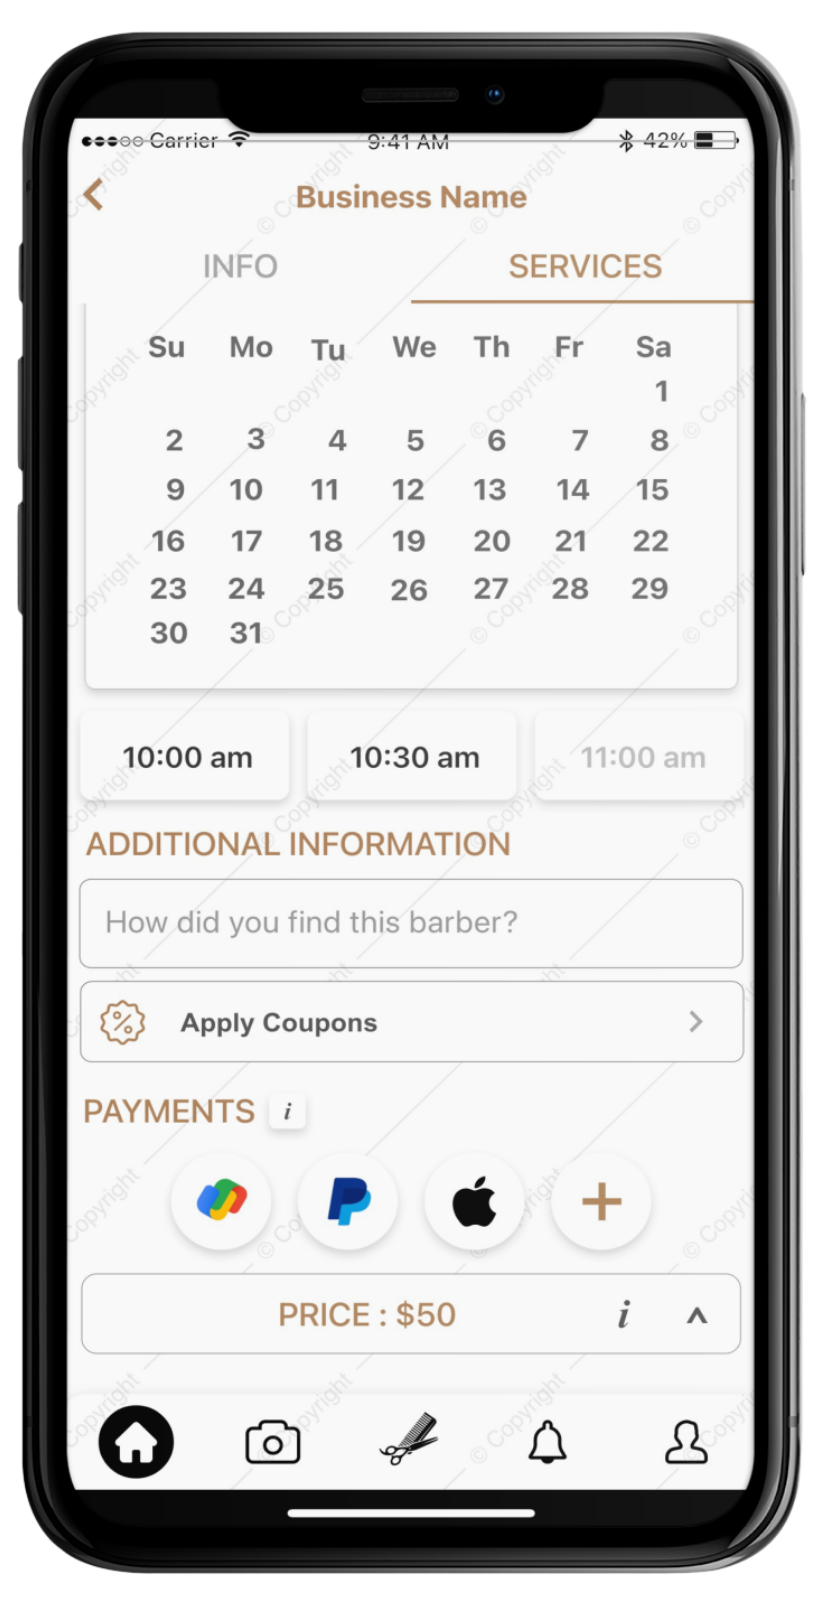 Carrier 9:41 AM 42%
Business Name
INFO SERVICES
Su Mo Tu We Th Fr Sa
1
2 3 4 5 6 7 8
9 10 11 12 13 14 15
16 17 18 19 20 21 22
23 24 25 26 27 28 29
30 31
10:00 am 10:30 am 11:00 am
ADDITIONAL INFORMATION
How did you find this barber?
Apply Coupons
PAYMENTS i
PRICE : $50 i
© Copyright